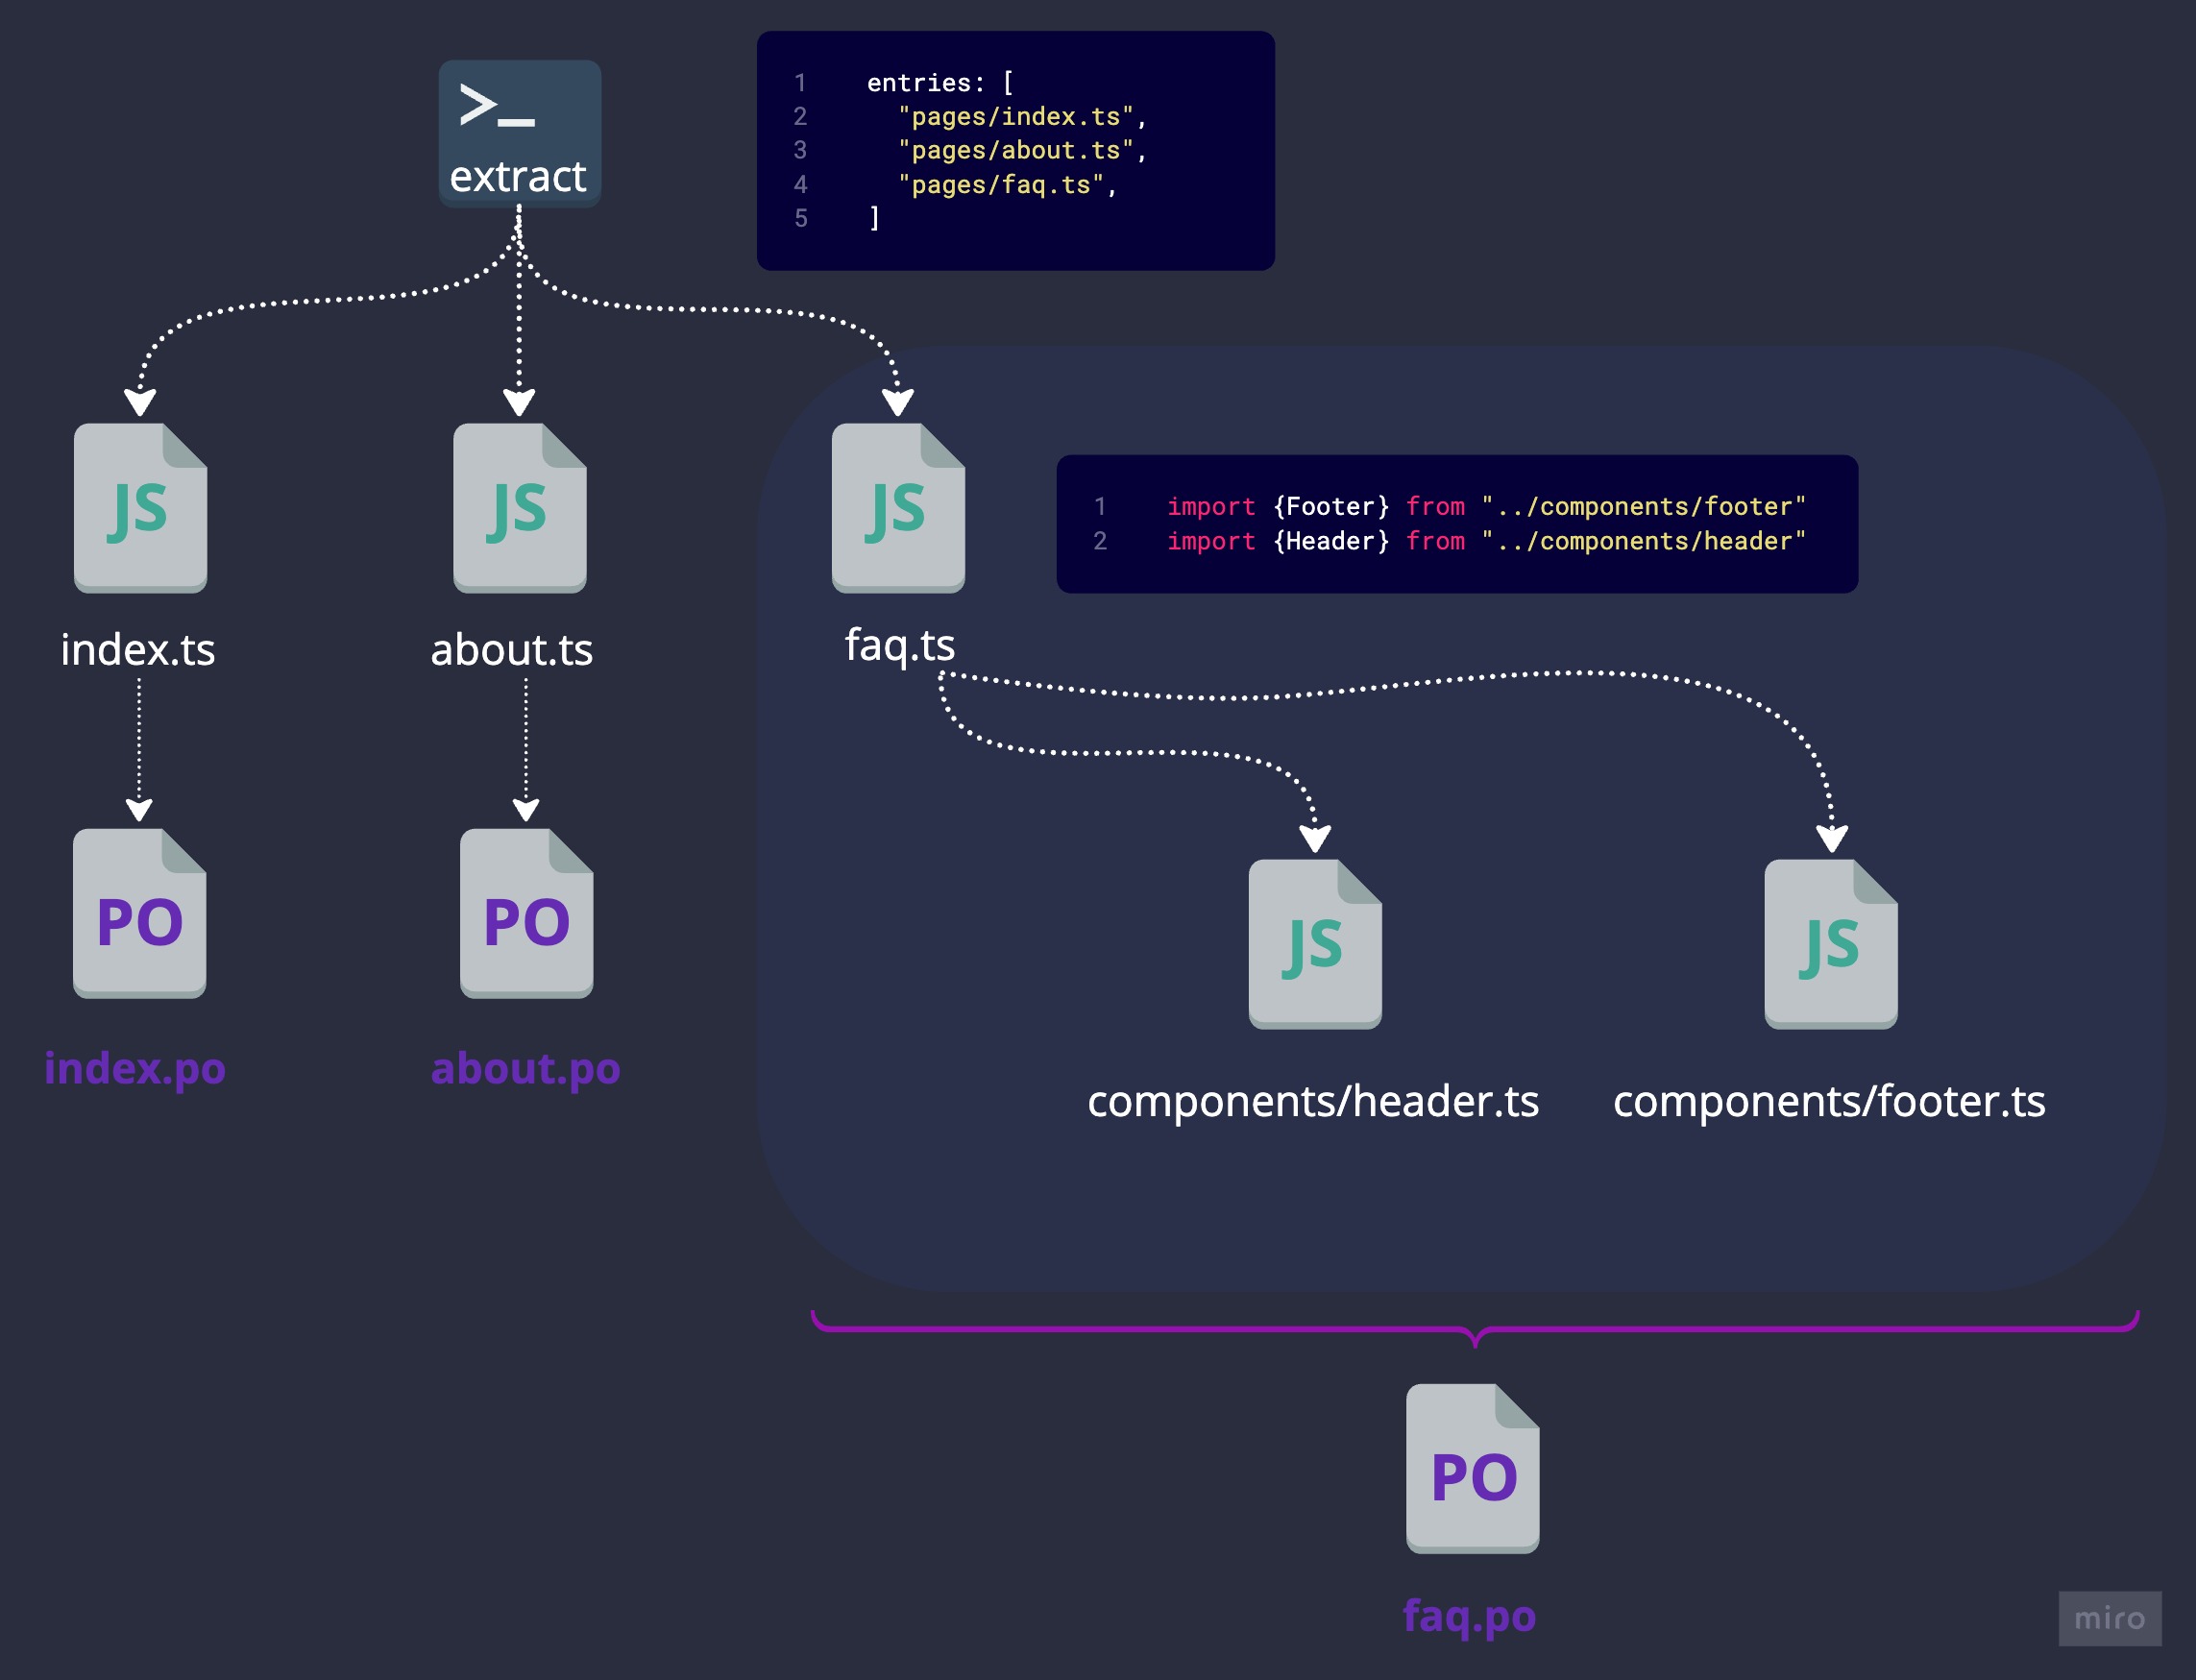 >_
extract
1 entries: [
2 "pages/index.ts",
3 "pages/about.ts",
4 "pages/faq.ts",
5 ]
JS
JS
JS
1 import {Footer} from "../components/footer"
2 import {Header} from "../components/header"
index.ts
about.ts
faq.ts
PO
PO
JS
JS
index.po
about.po
components/header.ts
components/footer.ts
PO
faq.po
miro